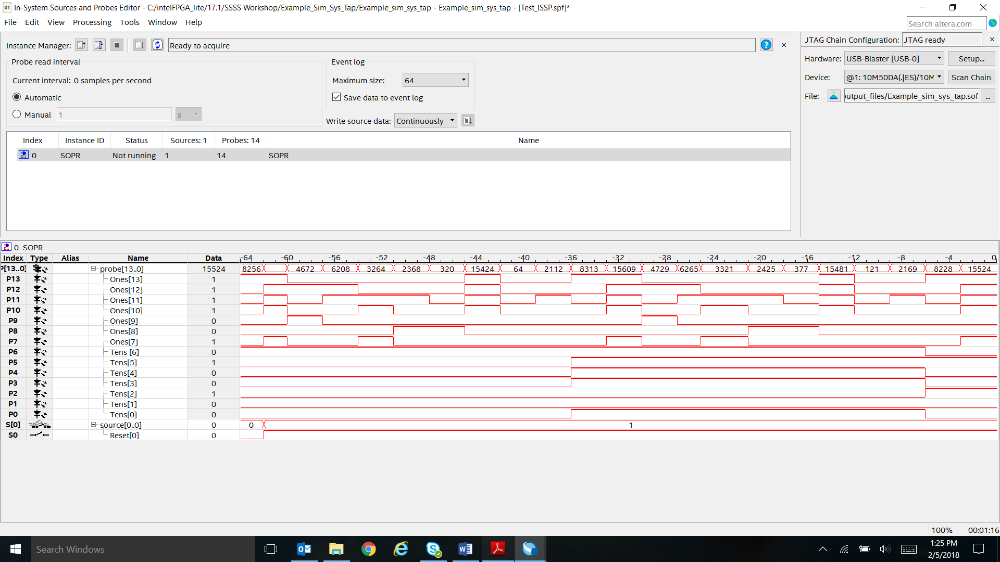 In-System Sources and Probes Editor - C:/intelFPGA_lite/17.1/SSSS Workshop/Example_Sim_Sys_Tap/Example_sim_sys_tap - Example_sim_sys_tap - [Test_ISSP.spf]*
File Edit View Processing Tools Window Help
Search altera.com
Instance Manager: Ready to acquire
JTAG Chain Configuration: JTAG ready
Probe read interval
Event log
Hardware: USB-Blaster [USB-0] Setup...
Current interval: 0 samples per second
Maximum size: 64
Device: @1: 10M50DA(.|ES)/10M Scan Chain
Automatic
Save data to event log
File: output_files/Example_sim_sys_tap.sof ...
Manual 1 s
Write source data: Continuously
Index Instance ID Status Sources: 1 Probes: 14 Name
0 SOPR Not running 1 14 SOPR
0 SOPR
Index Type Alias Name Data -64 -60 -56 -52 -48 -44 -40 -36 -32 -28 -24 -20 -16 -12 -8 -4 0
P[13..0] probe[13..0] 15524 8256 4672 6208 3264 2368 320 15424 64 2112 8313 15609 4729 6265 3321 2425 377 15481 121 2169 8228 15524
P13 Ones[13] 1
P12 Ones[12] 1
P11 Ones[11] 1
P10 Ones[10] 1
P9 Ones[9] 0
P8 Ones[8] 0
P7 Ones[7] 1
P6 Tens [6] 0
P5 Tens[5] 1
P4 Tens[4] 0
P3 Tens[3] 0
P2 Tens[2] 1
P1 Tens[1] 0
P0 Tens[0] 0
S[0] source[0..0] 0 0 1
S0 Reset[0] 0
100% 00:01:16
Search Windows
1:25 PM
2/5/2018